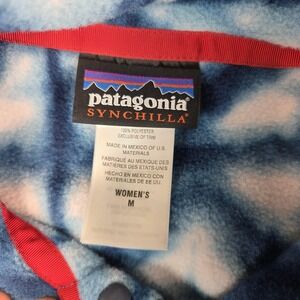 patagonia®
SYNCHILLA®
100% POLYESTER
EXCLUSIVE OF TRIM
MADE IN MEXICO OF U.S.
MATERIALS
FABRIQUÉ AU MEXIQUE DES
MATIÈRES DES ÉTATS-UNIS
HECHO EN MÉXICO CON
MATERIALES DE EE UU.
WOMEN'S
M